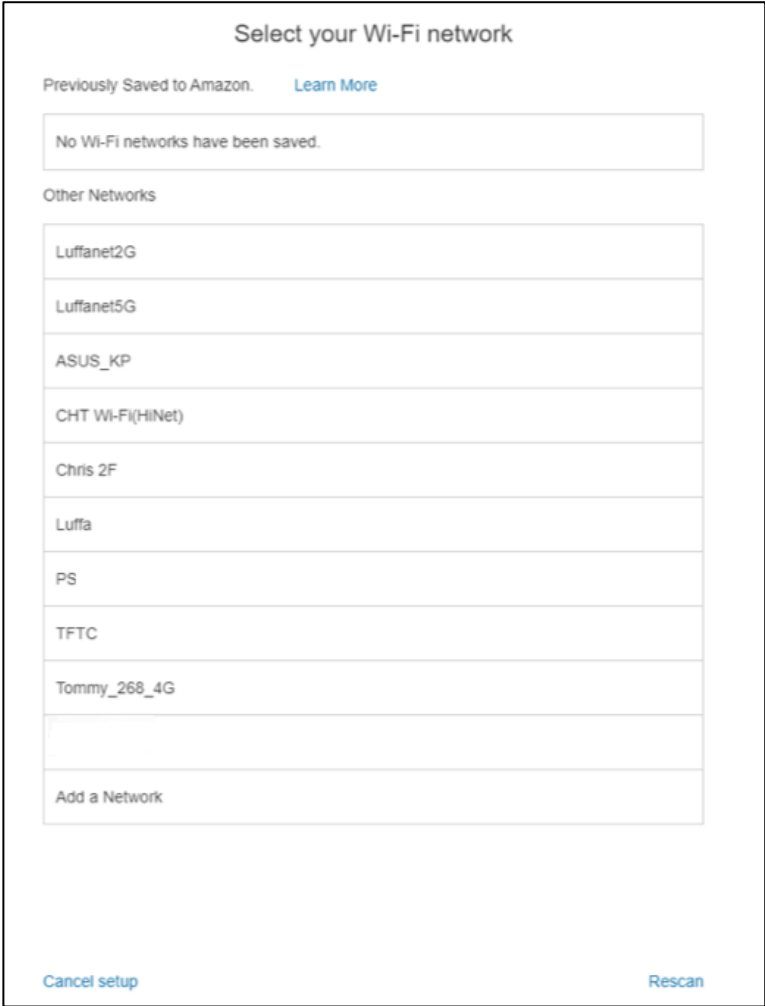 Select your Wi-Fi network
Previously Saved to Amazon. Learn More
No Wi-Fi networks have been saved.
Other Networks
Luffanet2G
Luffanet5G
ASUS_KP
CHT Wi-Fi(HiNet)
Chris 2F
Luffa
PS
TFTC
Tommy_268_4G
Add a Network
Cancel setup Rescan